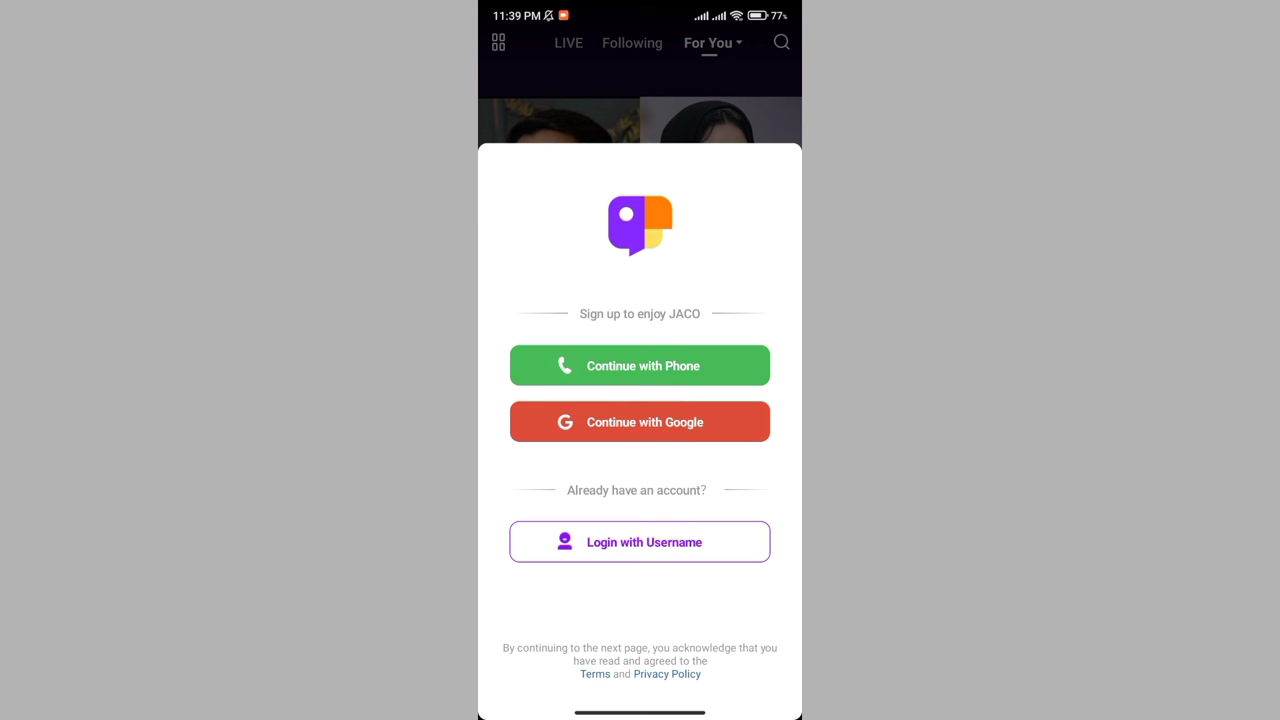 11:39 PM 77%
LIVE Following For You
Sign up to enjoy JACO
Continue with Phone
Continue with Google
Already have an account?
Login with Username
By continuing to the next page, you acknowledge that you
have read and agreed to the
Terms and Privacy Policy